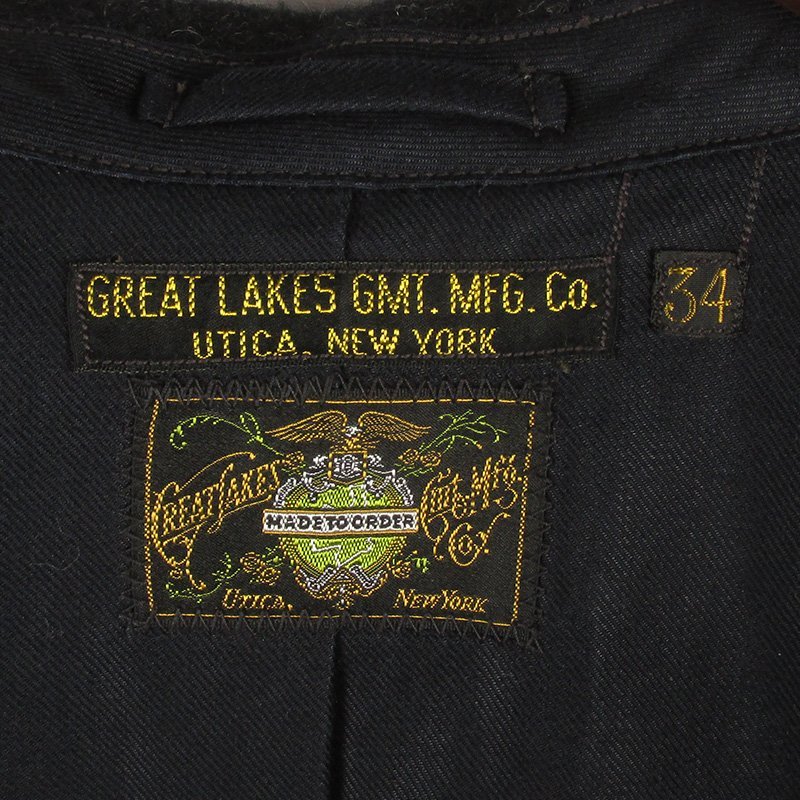 GREAT LAKES GMT. MFG. CO.
34
UTICA, NEW YORK
GREAT LAKES GMT. MFG. CO.
MADE TO ORDER
UTICA, NEW YORK